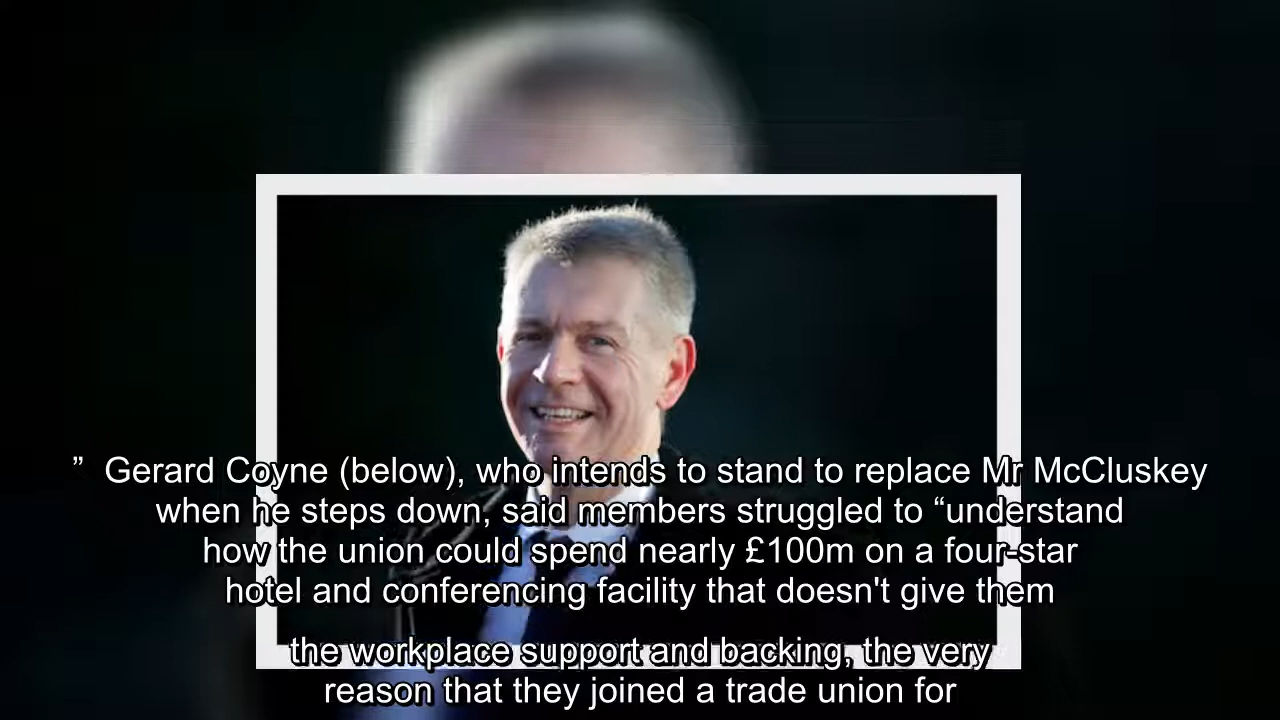 ” Gerard Coyne (below), who intends to stand to replace Mr McCluskey
when he steps down, said members struggled to “understand
how the union could spend nearly £100m on a four-star
hotel and conferencing facility that doesn't give them
the workplace support and backing, the very
reason that they joined a trade union for